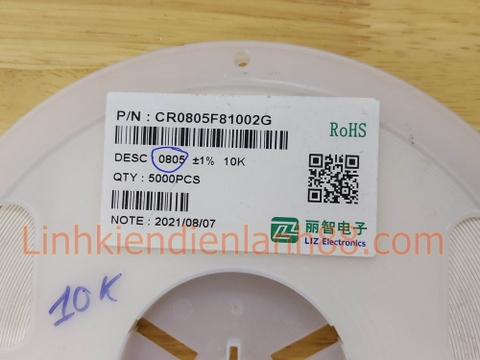 P/N : CR0805F81002G
RoHS
DESC 0805 ±1% 10K
QTY : 5000PCS
NOTE : 2021/08/07
丽智电子
LIZ Electronics
Linhkiendienlanh88.com
10K